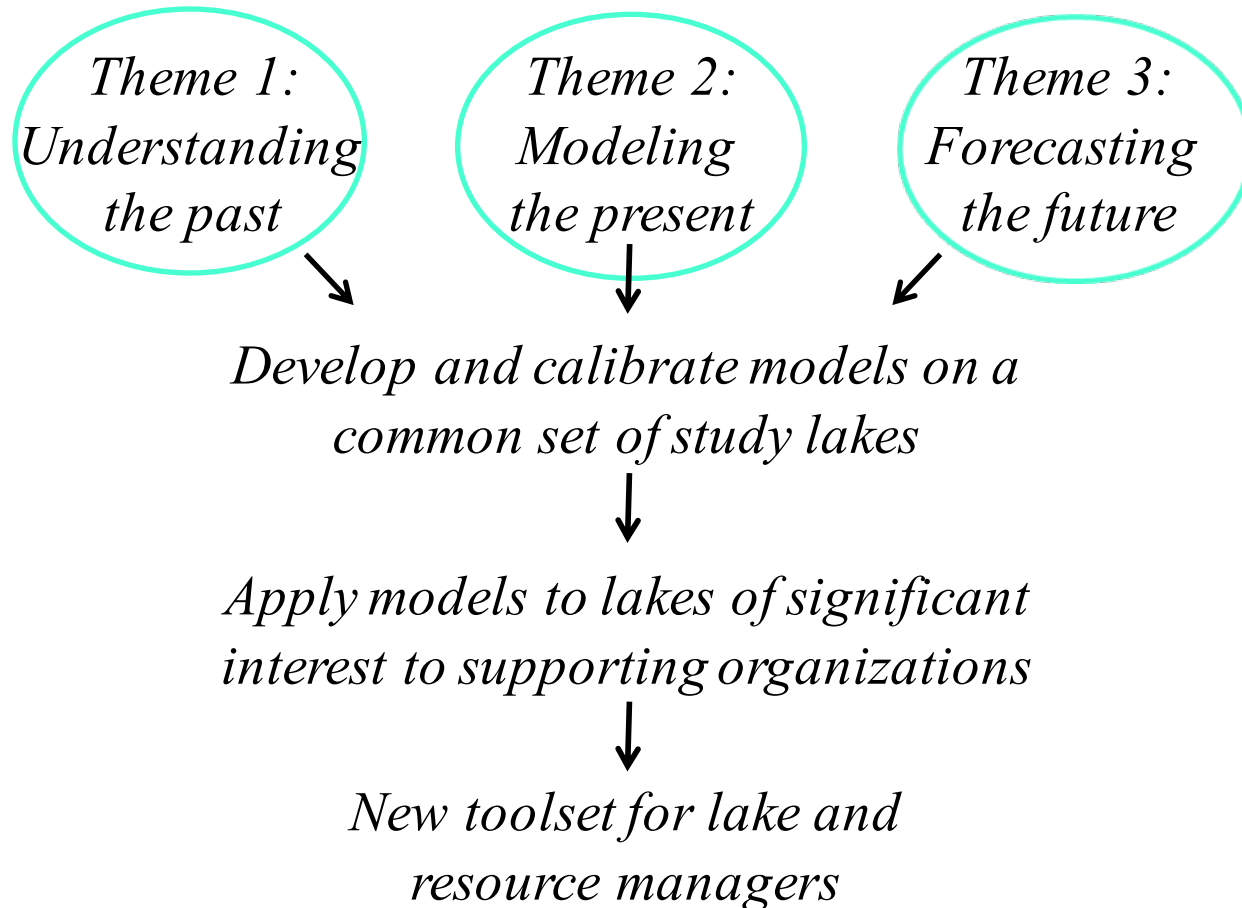 Theme 1:
Understanding
the past
Theme 2:
Modeling
the present
Theme 3:
Forecasting
the future
Develop and calibrate models on a
common set of study lakes
Apply models to lakes of significant
interest to supporting organizations
New toolset for lake and
resource managers